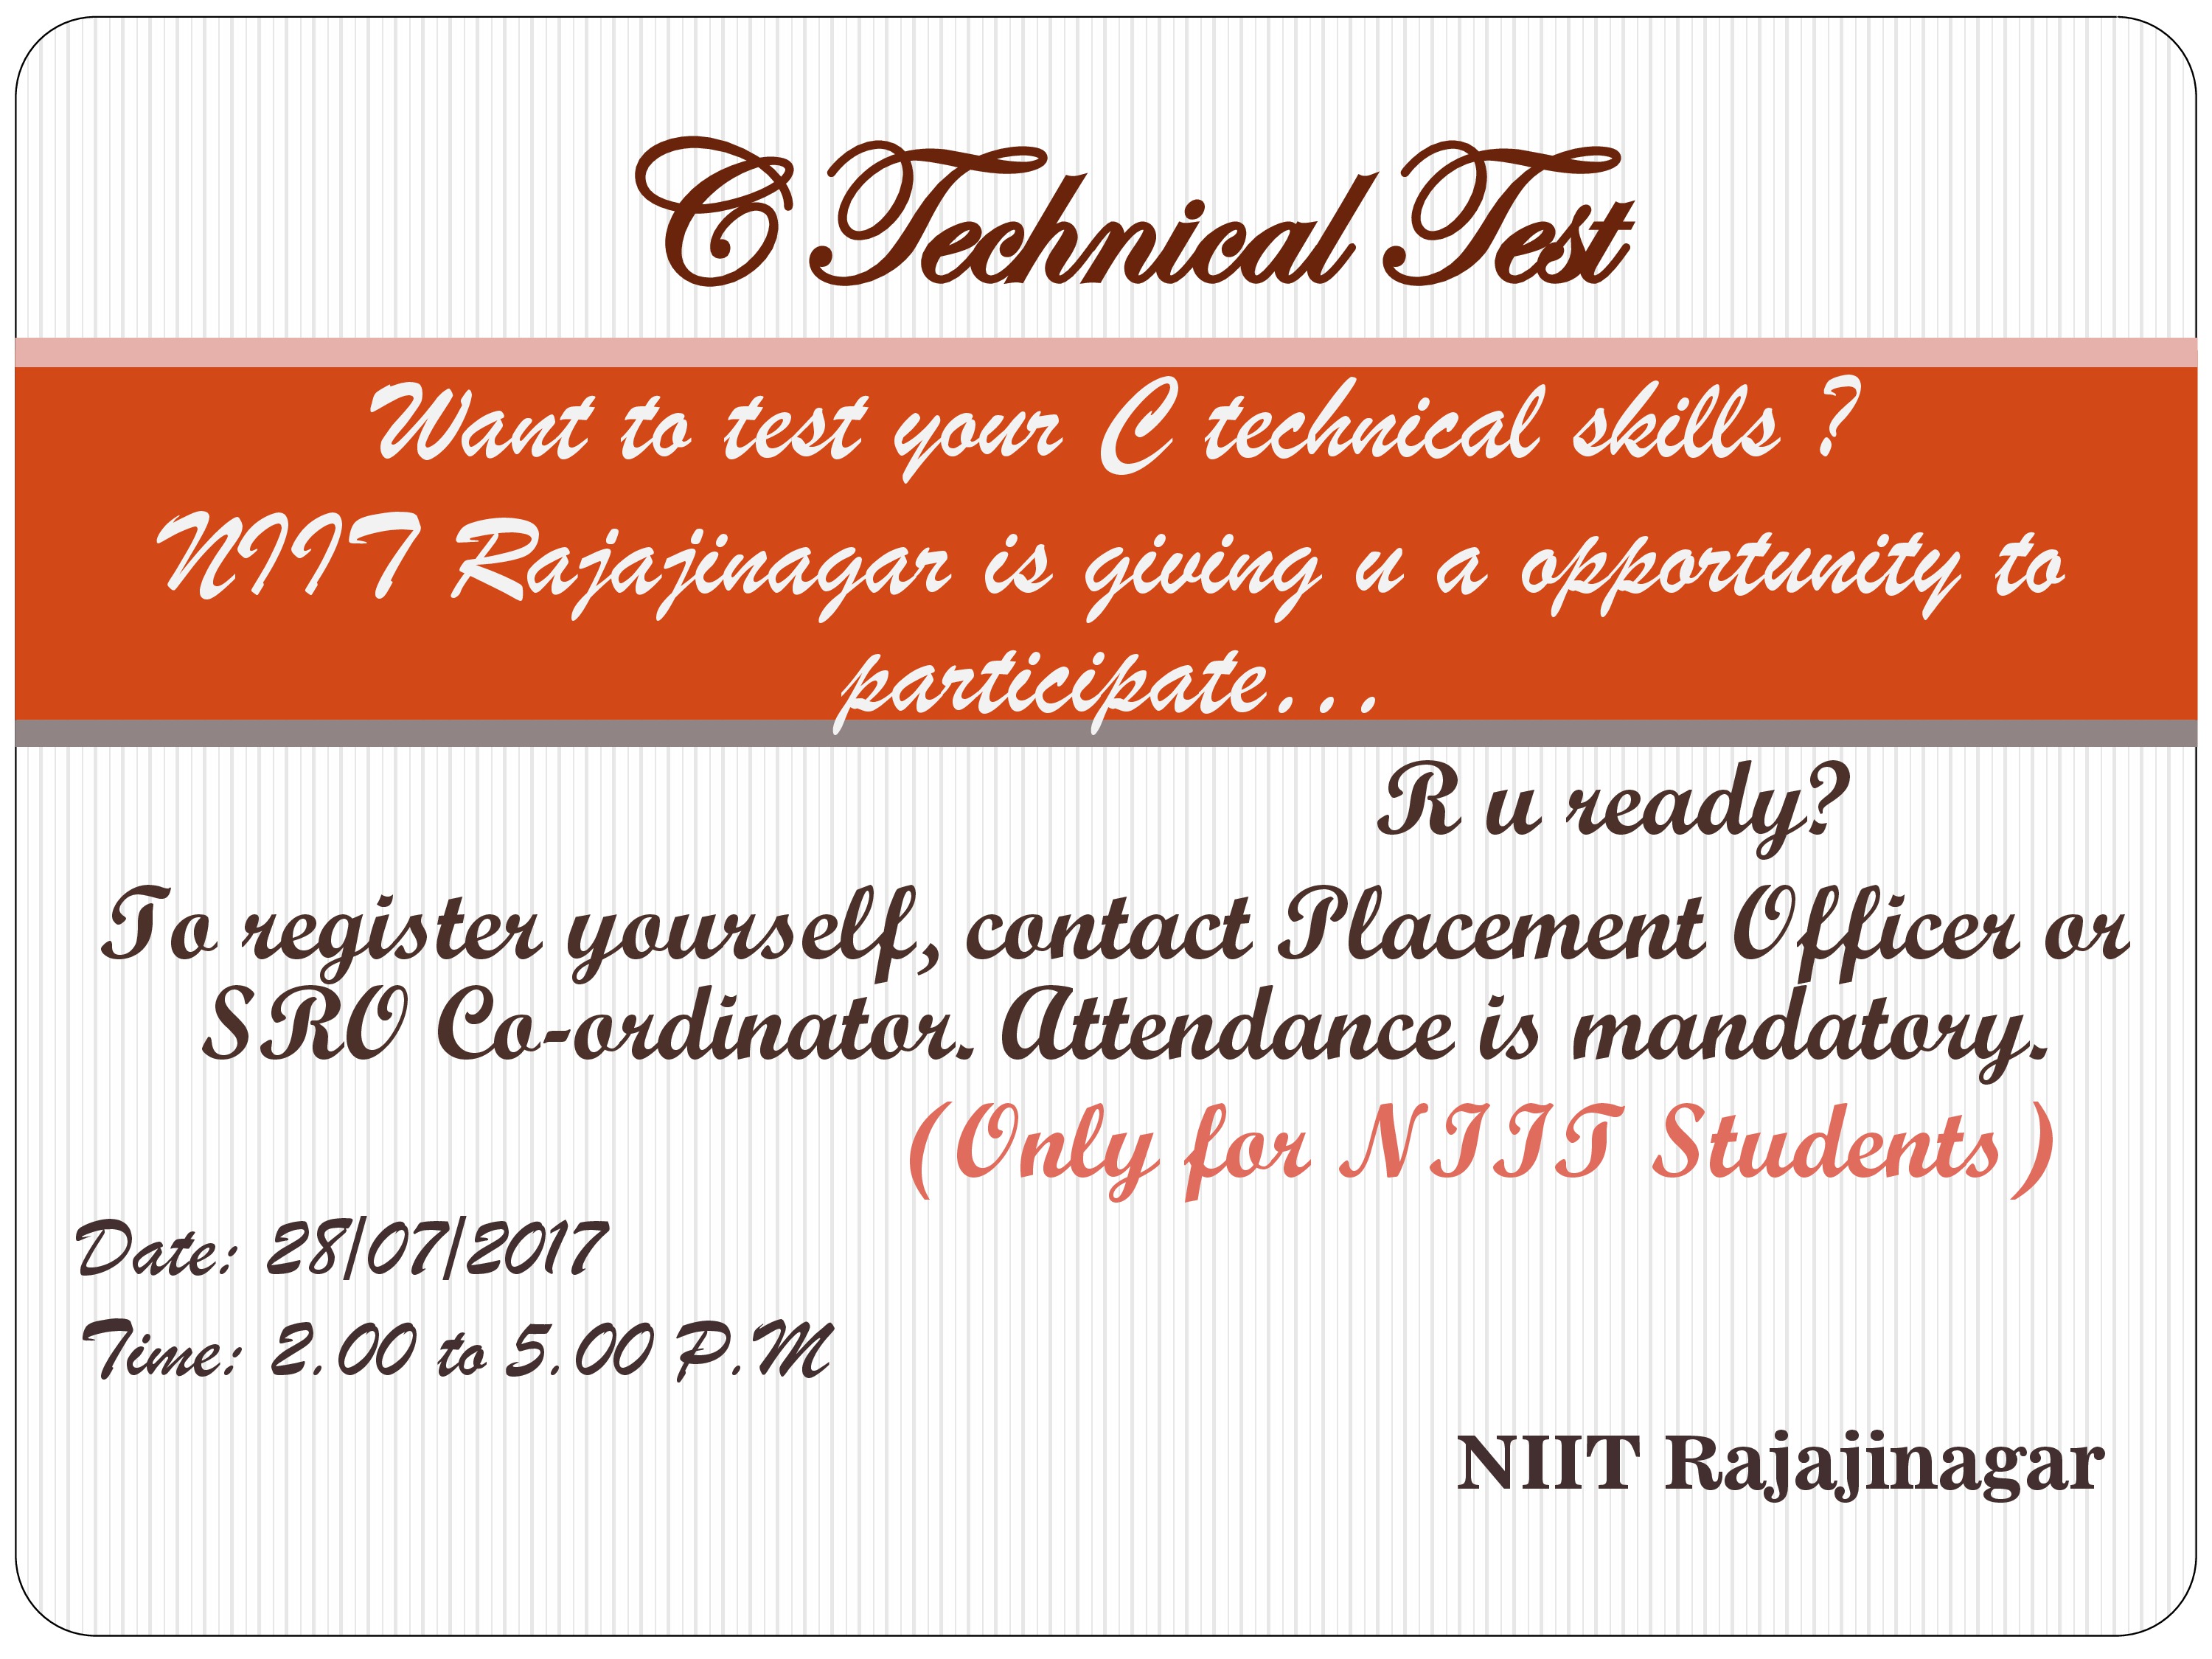 C Technical Test
Want to test your C technical skills ?
NIIT Rajajinagar is giving u a opportunity to
participate...
R u ready?
To register yourself, contact Placement Officer or
SRO Co-ordinator. Attendance is mandatory.
(Only for NIIT Students)
Date: 28/07/2017
Time: 2.00 to 5.00 P.M
NIIT Rajajinagar